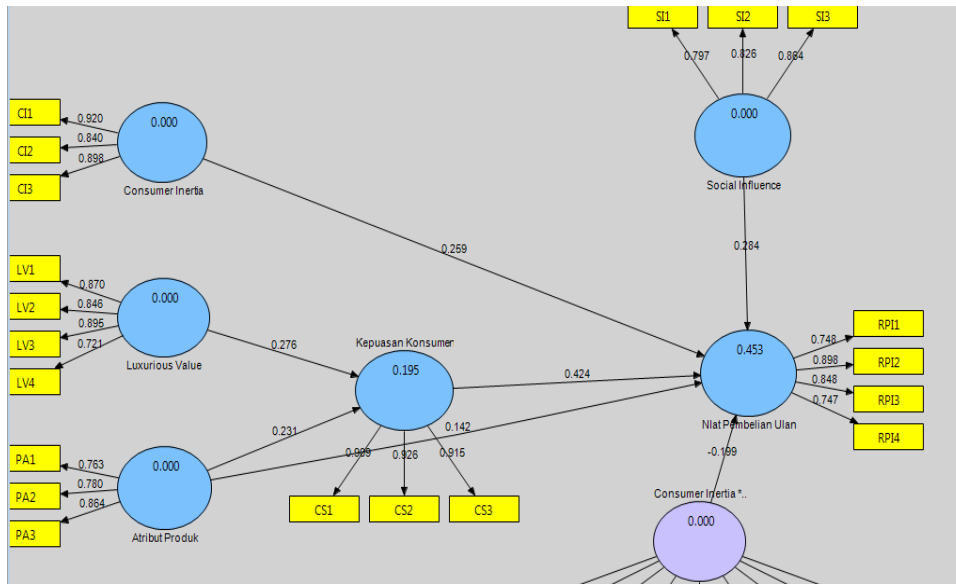 SI1
SI2
SI3
0.797
0.826
0.864
0.000
Social Influence
CI1
CI2
CI3
0.920
0.840
0.898
0.000
Consumer Inertia
0.259
0.284
LV1
LV2
LV3
LV4
0.870
0.846
0.895
0.721
0.000
Luxurious Value
0.276
Kepuasan Konsumer
0.195
0.424
0.453
Niat Pembelian Ulan
0.748
0.898
0.848
0.747
RPI1
RPI2
RPI3
RPI4
0.231
0.142
PA1
PA2
PA3
0.763
0.780
0.864
0.000
Atribut Produk
0.926
0.915
CS1
CS2
CS3
-0.199
Consumer Inertia *..
0.000